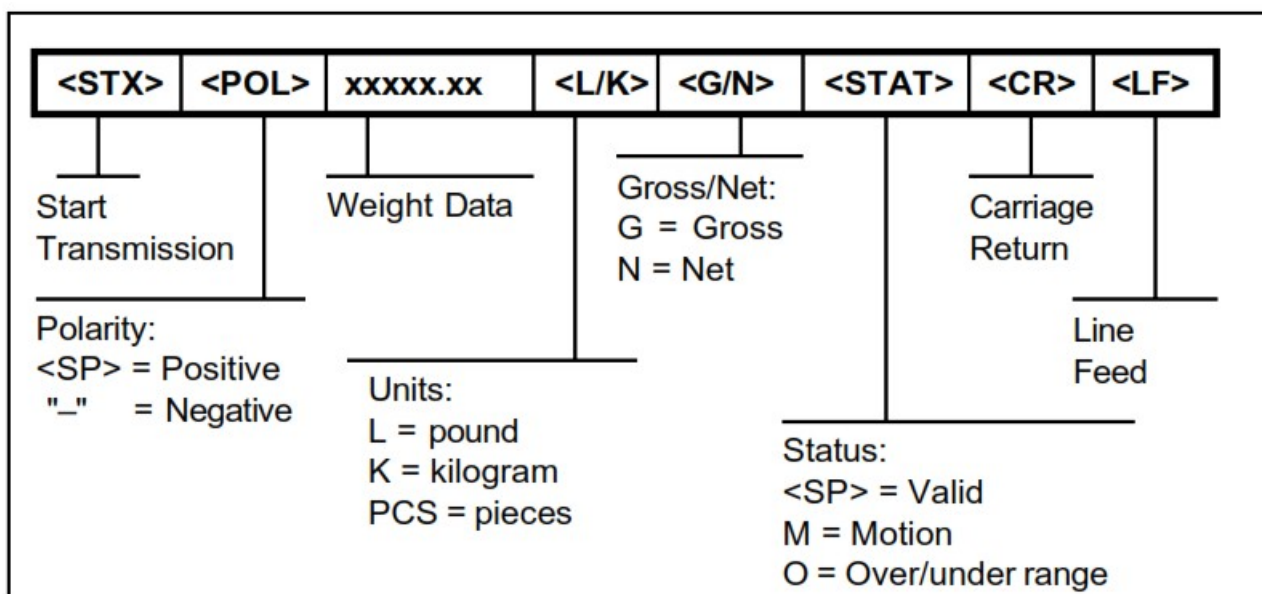 <STX> <POL> xxxxx.xx <L/K> <G/N> <STAT> <CR> <LF>
Start
Transmission
Weight Data
Gross/Net:
G = Gross
N = Net
Carriage
Return
Polarity:
<SP> = Positive
"–" = Negative
Units:
L = pound
K = kilogram
PCS = pieces
Line
Feed
Status:
<SP> = Valid
M = Motion
O = Over/under range